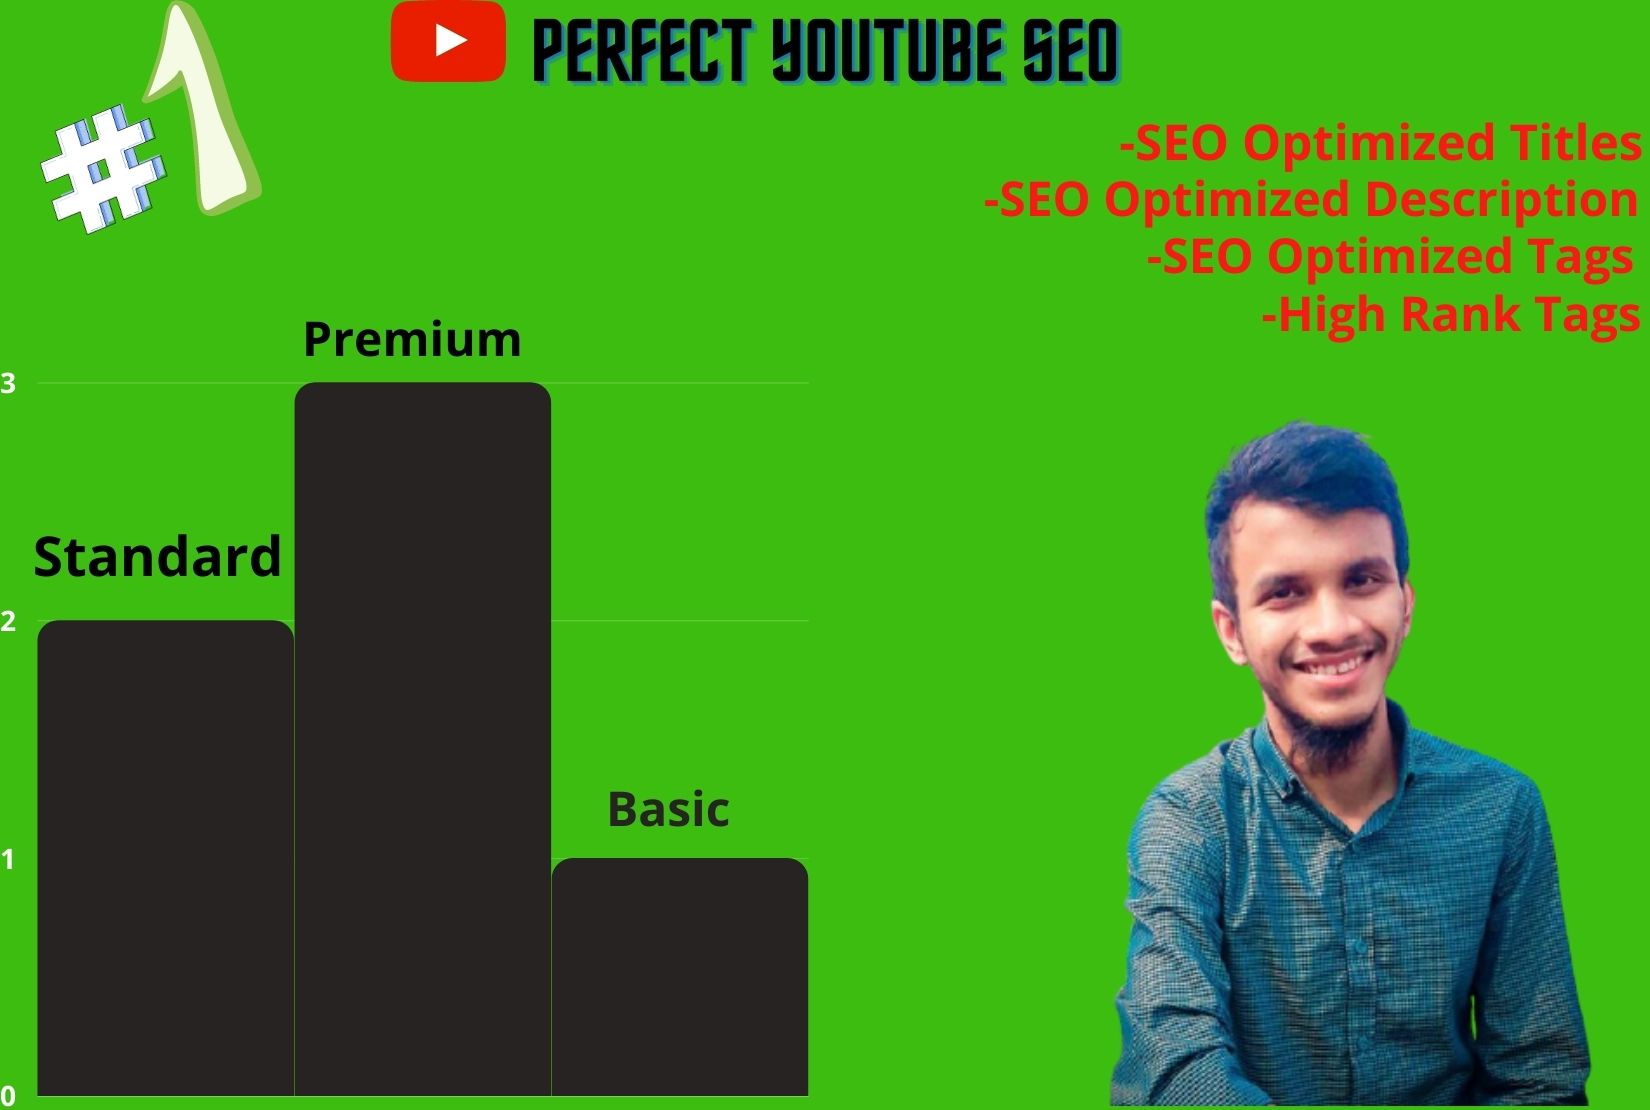 #1
PERFECT YOUTUBE SEO
-SEO Optimized Titles
-SEO Optimized Description
-SEO Optimized Tags
-High Rank Tags
Premium
3
Standard
2
Basic
1
0